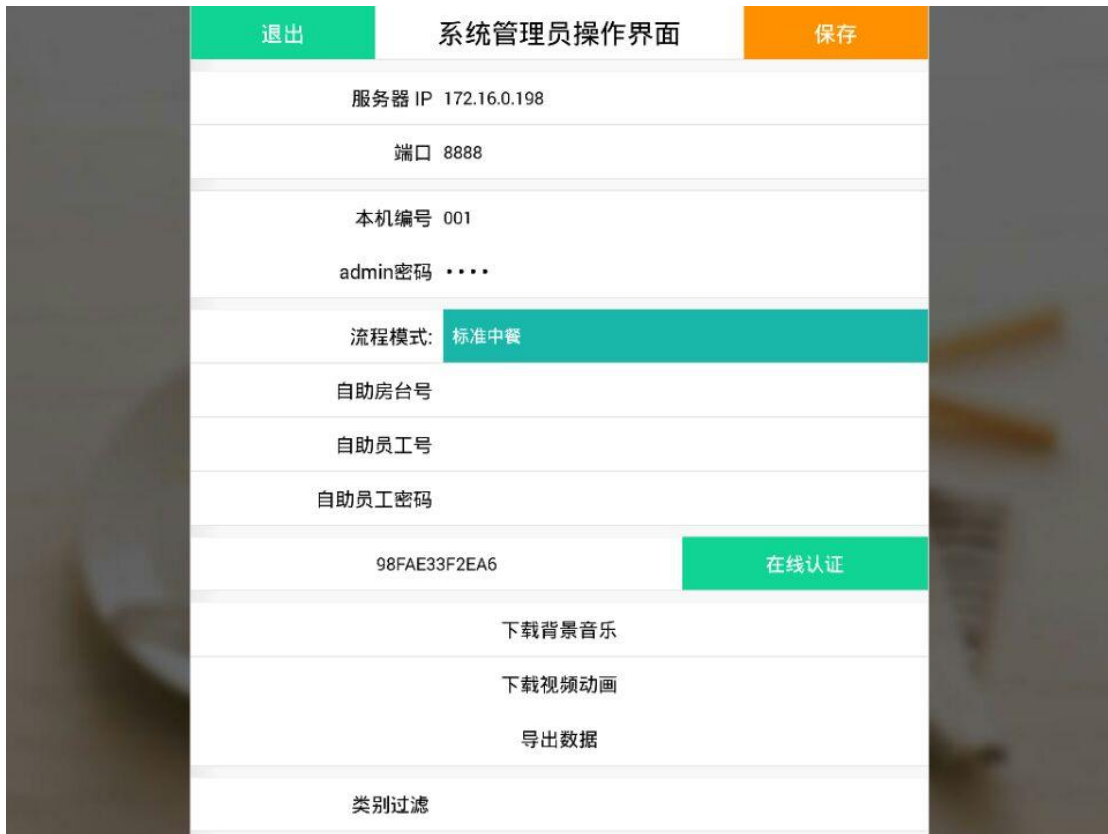 退出 系统管理员操作界面 保存
服务器 IP 172.16.0.198
端口 8888
本机编号 001
admin密码 ••••
流程模式: 标准中餐
自助房台号
自助员工号
自助员工密码
98FAE33F2EA6 在线认证
下载背景音乐
下载视频动画
导出数据
类别过滤